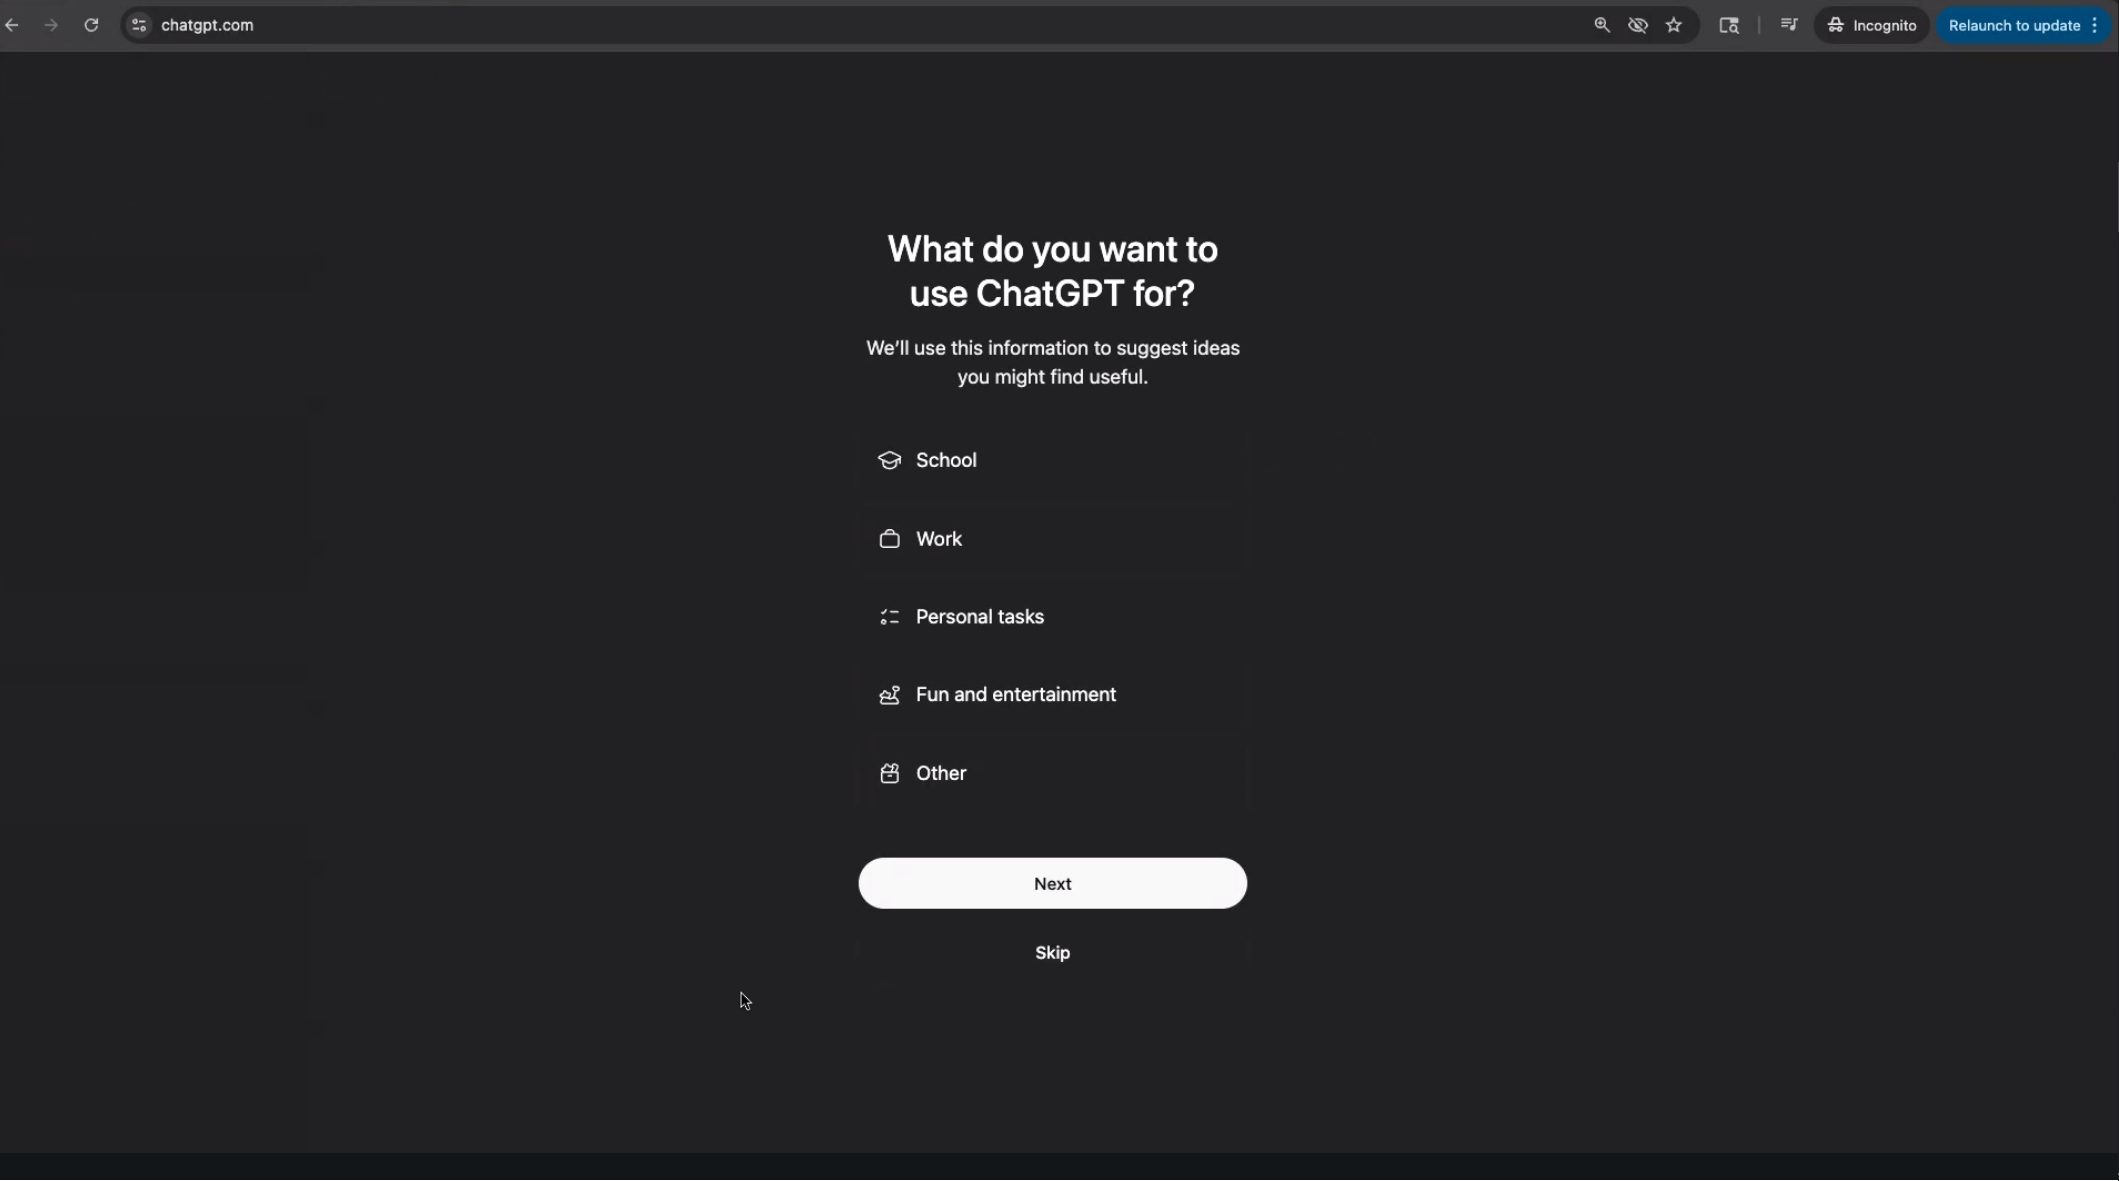 chatgpt.com
Incognito
Relaunch to update
What do you want to
use ChatGPT for?
We'll use this information to suggest ideas
you might find useful.
School
Work
Personal tasks
Fun and entertainment
Other
Next
Skip